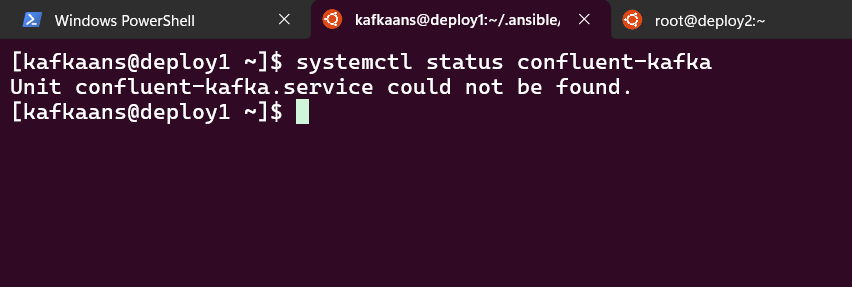 Windows PowerShell
kafkaans@deploy1:~/.ansible/
root@deploy2:~
[kafkaans@deploy1 ~]$ systemctl status confluent-kafka
Unit confluent-kafka.service could not be found.
[kafkaans@deploy1 ~]$